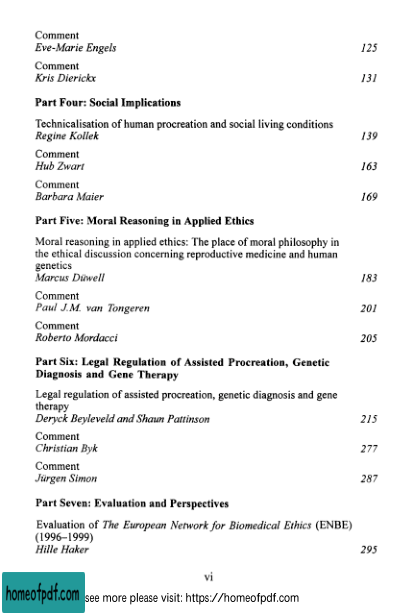 Comment
Eve-Marie Engels 125
Comment
Kris Dierickx 131
Part Four: Social Implications
Technicalisation of human procreation and social living conditions
Regine Kollek 139
Comment
Hub Zwart 163
Comment
Barbara Maier 169
Part Five: Moral Reasoning in Applied Ethics
Moral reasoning in applied ethics: The place of moral philosophy in
the ethical discussion concerning reproductive medicine and human
genetics
Marcus Düwell 183
Comment
Paul J.M. van Tongeren 201
Comment
Roberto Mordacci 205
Part Six: Legal Regulation of Assisted Procreation, Genetic
Diagnosis and Gene Therapy
Legal regulation of assisted procreation, genetic diagnosis and gene
therapy
Deryck Beyleveld and Shaun Pattinson 215
Comment
Christian Byk 277
Comment
Jürgen Simon 287
Part Seven: Evaluation and Perspectives
Evaluation of The European Network for Biomedical Ethics (ENBE)
(1996–1999)
Hille Haker 295
vi
homeofpdf.com see more please visit: https://homeofpdf.com